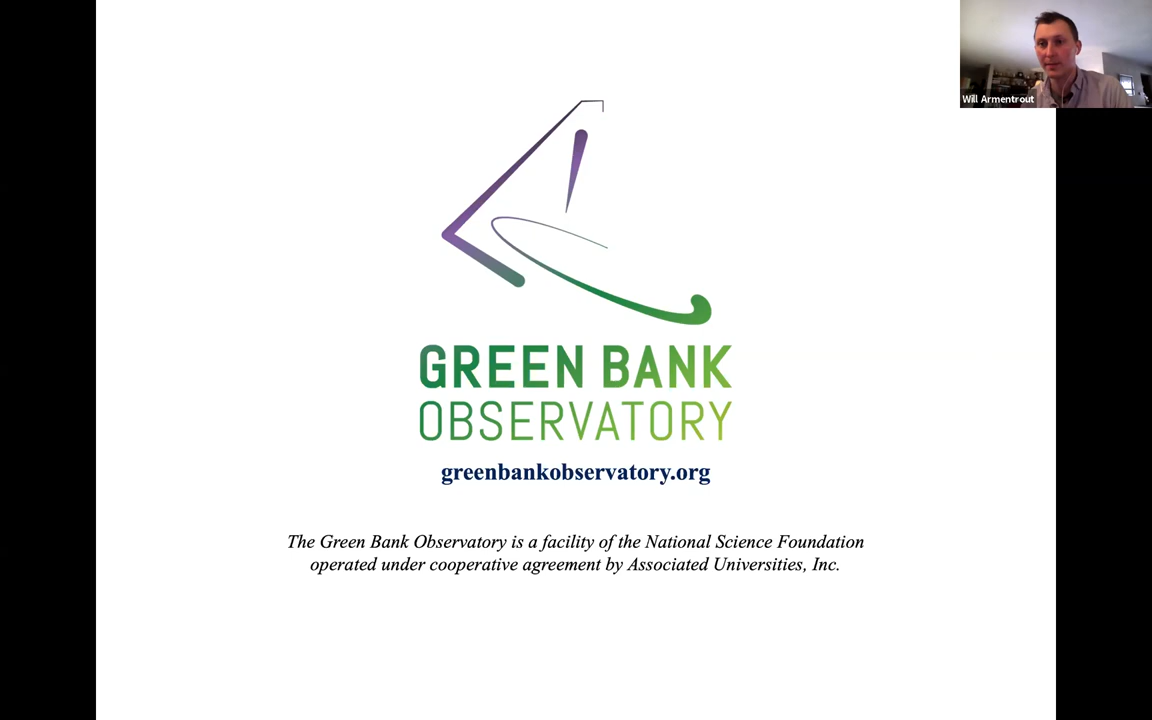 Will Armentrout
GREEN BANK
OBSERVATORY
greenbankobservatory.org
The Green Bank Observatory is a facility of the National Science Foundation
operated under cooperative agreement by Associated Universities, Inc.